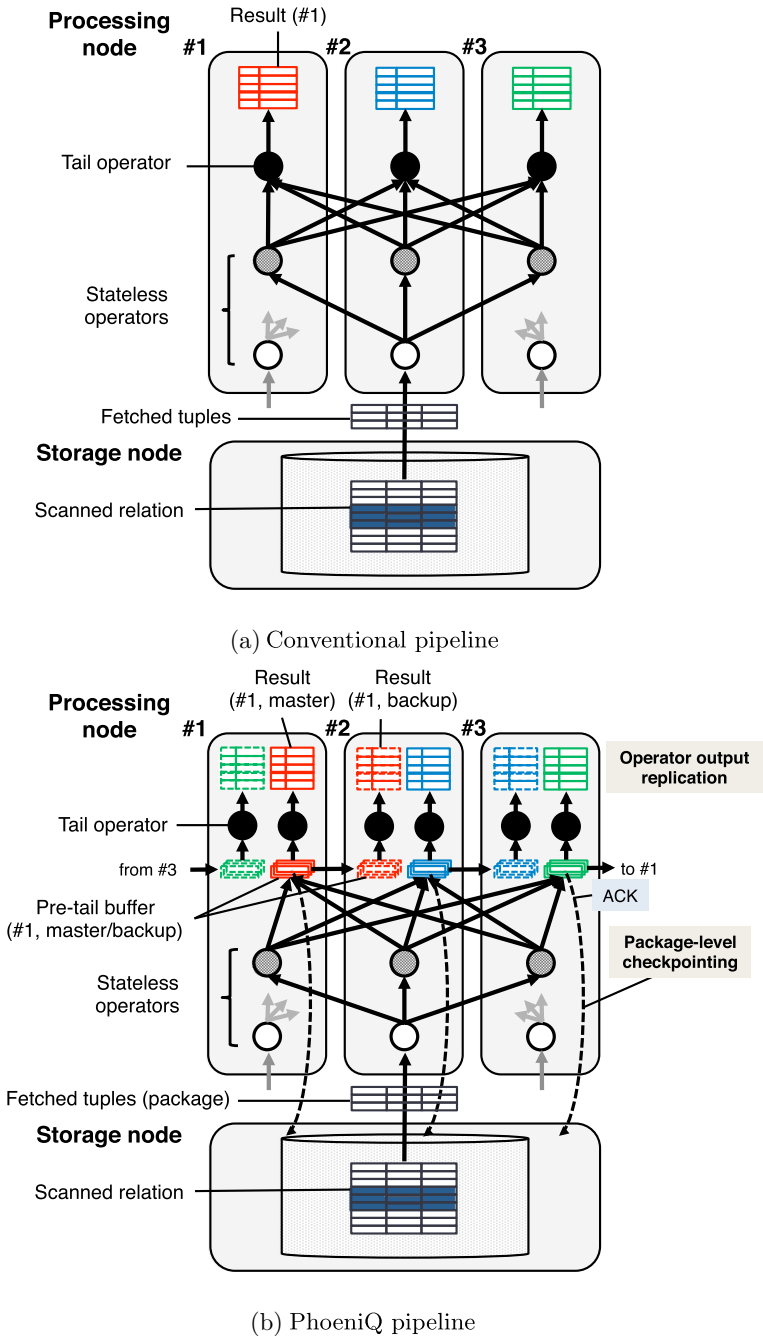 Processing
node
Result (#1)
#1
#2
#3
Tail operator
Stateless
operators
Fetched tuples
Storage node
Scanned relation
(a) Conventional pipeline
Processing
node
Result
(#1, master)
Result
(#1, backup)
#1
#2
#3
Operator output
replication
Tail operator
from #3
to #1
ACK
Pre-tail buffer
(#1, master/backup)
Package-level
checkpointing
Stateless
operators
Fetched tuples (package)
Storage node
Scanned relation
(b) PhoeniQ pipeline